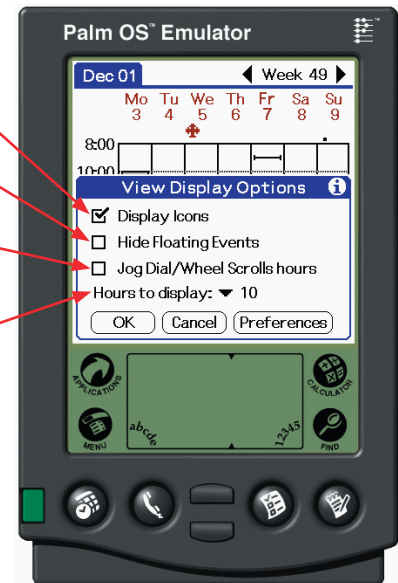 Palm OS™ Emulator
Dec 01 Week 49
Mo Tu We Th Fr Sa Su
3 4 5 6 7 8 9
8:00
10:00
View Display Options i
Display Icons
Hide Floating Events
Jog Dial/Wheel Scrolls hours
Hours to display: 10
OK Cancel Preferences
APPLICATIONS CALCULATOR
abcde 12345
MENU FIND